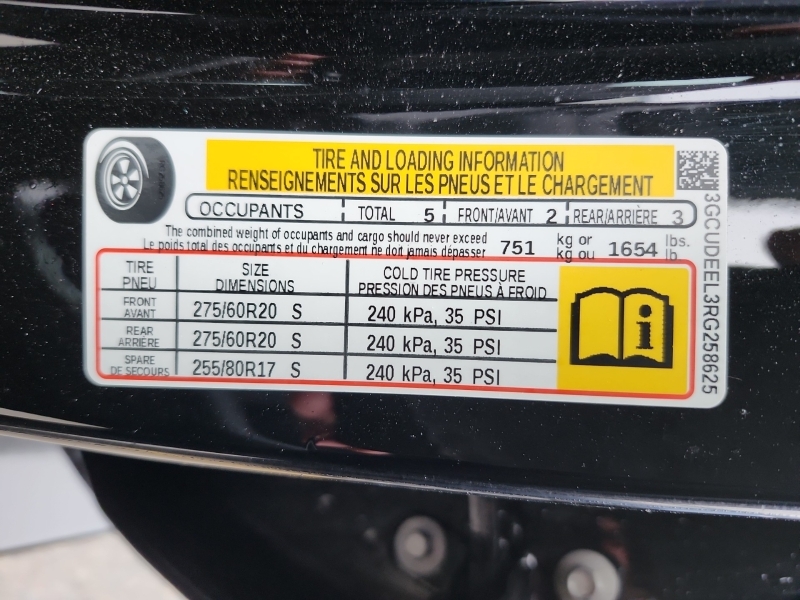 TIRE AND LOADING INFORMATION
RENSEIGNEMENTS SUR LES PNEUS ET LE CHARGEMENT
OCCUPANTS TOTAL 5 FRONT/AVANT 2 REAR/ARRIÈRE 3
The combined weight of occupants and cargo should never exceed 751 kg or 1654 lbs.
Le poids total des occupants et du chargement ne doit jamais dépasser kg ou lb
TIRE SIZE COLD TIRE PRESSURE
PNEU DIMENSIONS PRESSION DES PNEUS À FROID
FRONT
AVANT 275/60R20 S 240 kPa, 35 PSI
REAR
ARRIÈRE 275/60R20 S 240 kPa, 35 PSI
SPARE
DE SECOURS 255/80R17 S 240 kPa, 35 PSI
3GCUDEEL3RG258625